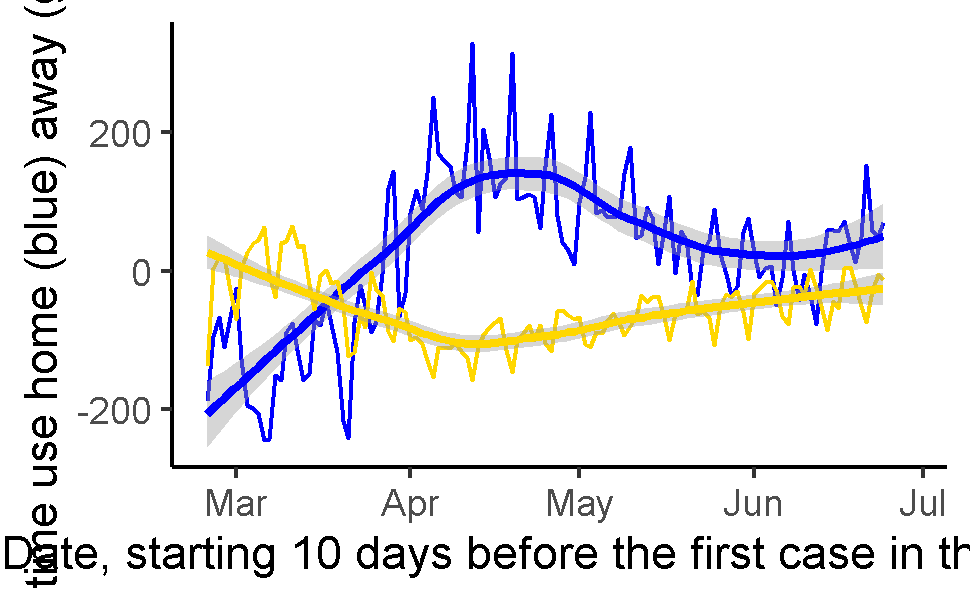 time use home (blue) away (
200
0
-200
Mar Apr May Jun Jul
Date, starting 10 days before the first case in th